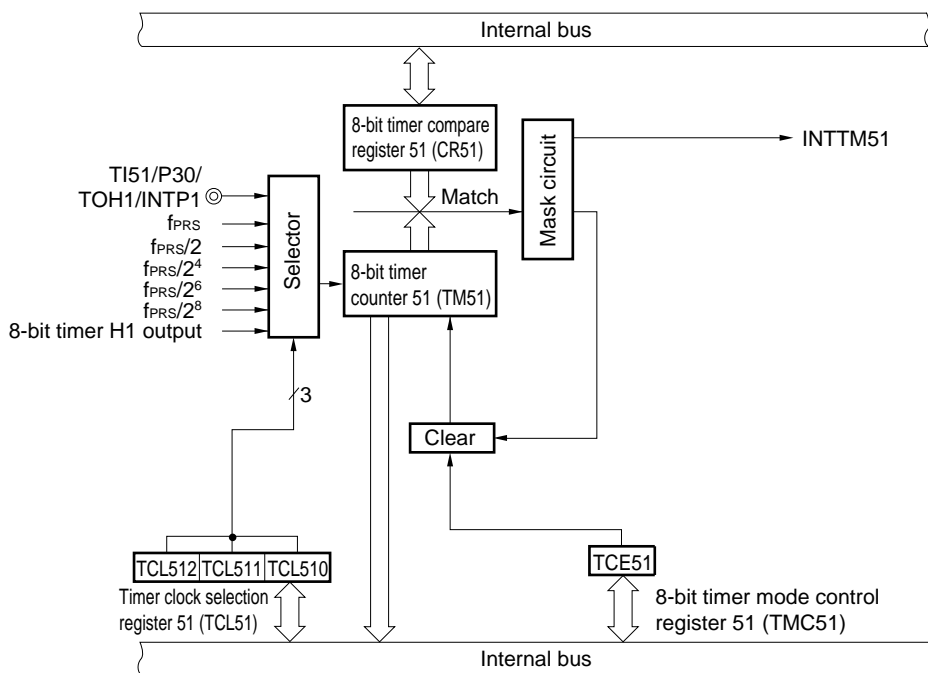 Internal bus
8-bit timer compare
register 51 (CR51)
Mask circuit
INTTM51
TI51/P30/
TOH1/INTP1
Match
fPRS
fPRS/2
fPRS/2⁴
fPRS/2⁶
fPRS/2⁸
8-bit timer H1 output
Selector
8-bit timer
counter 51 (TM51)
3
Clear
TCL512 TCL511 TCL510
Timer clock selection
register 51 (TCL51)
TCE51
8-bit timer mode control
register 51 (TMC51)
Internal bus